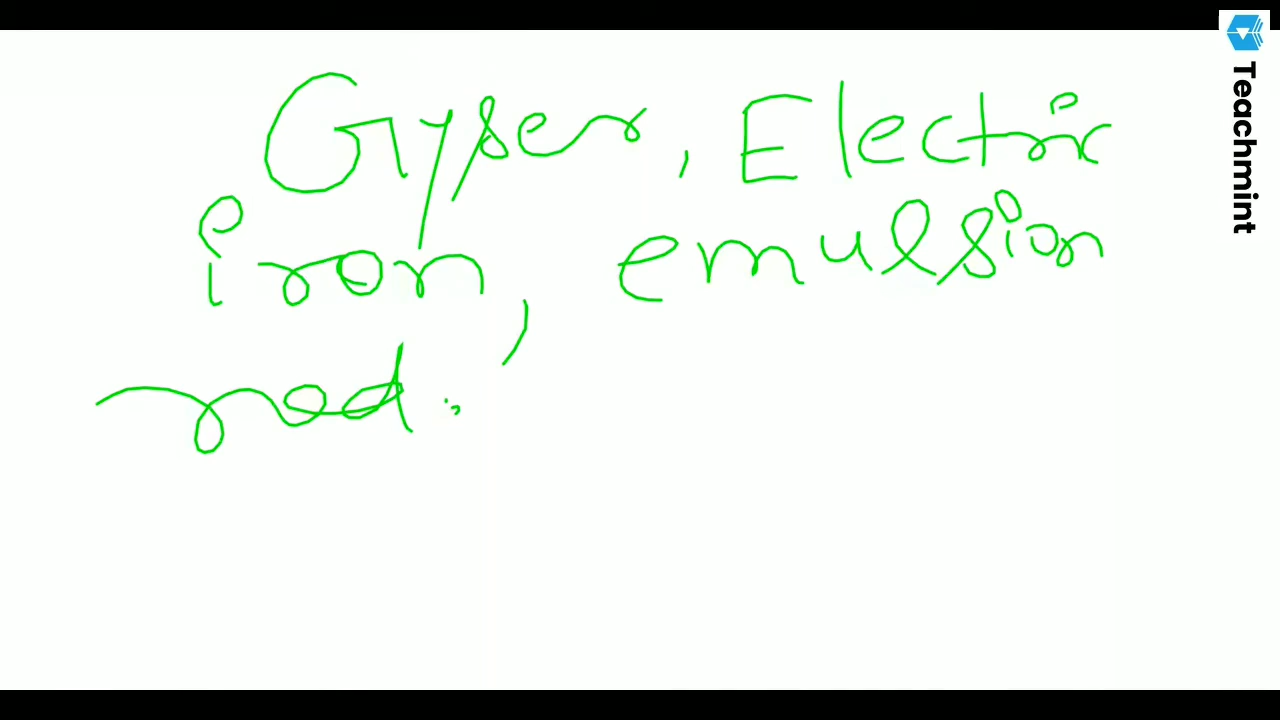 Gyser, Electric
iron, emulsion
rod.
Teachmint